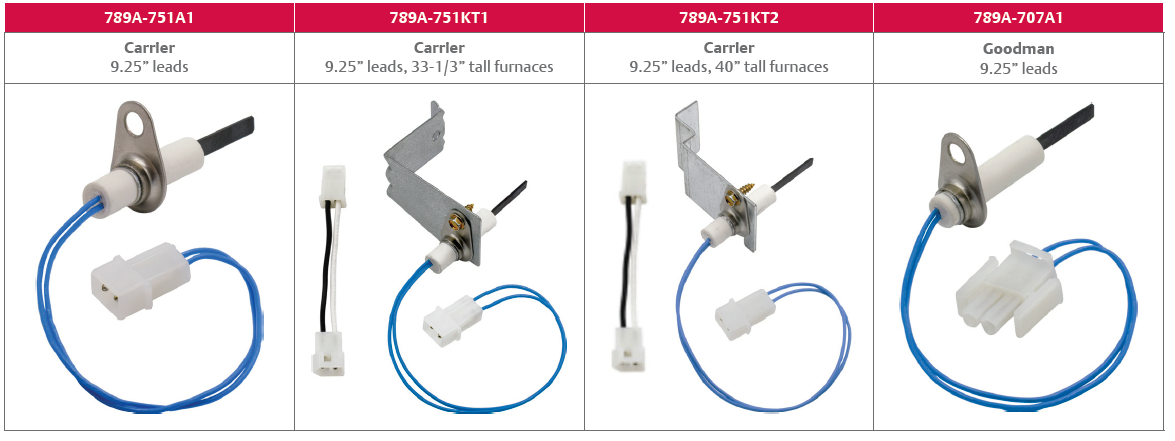 789A-751A1
789A-751KT1
789A-751KT2
789A-707A1
Carrier
9.25” leads
Carrier
9.25” leads, 33-1/3” tall furnaces
Carrier
9.25” leads, 40” tall furnaces
Goodman
9.25” leads